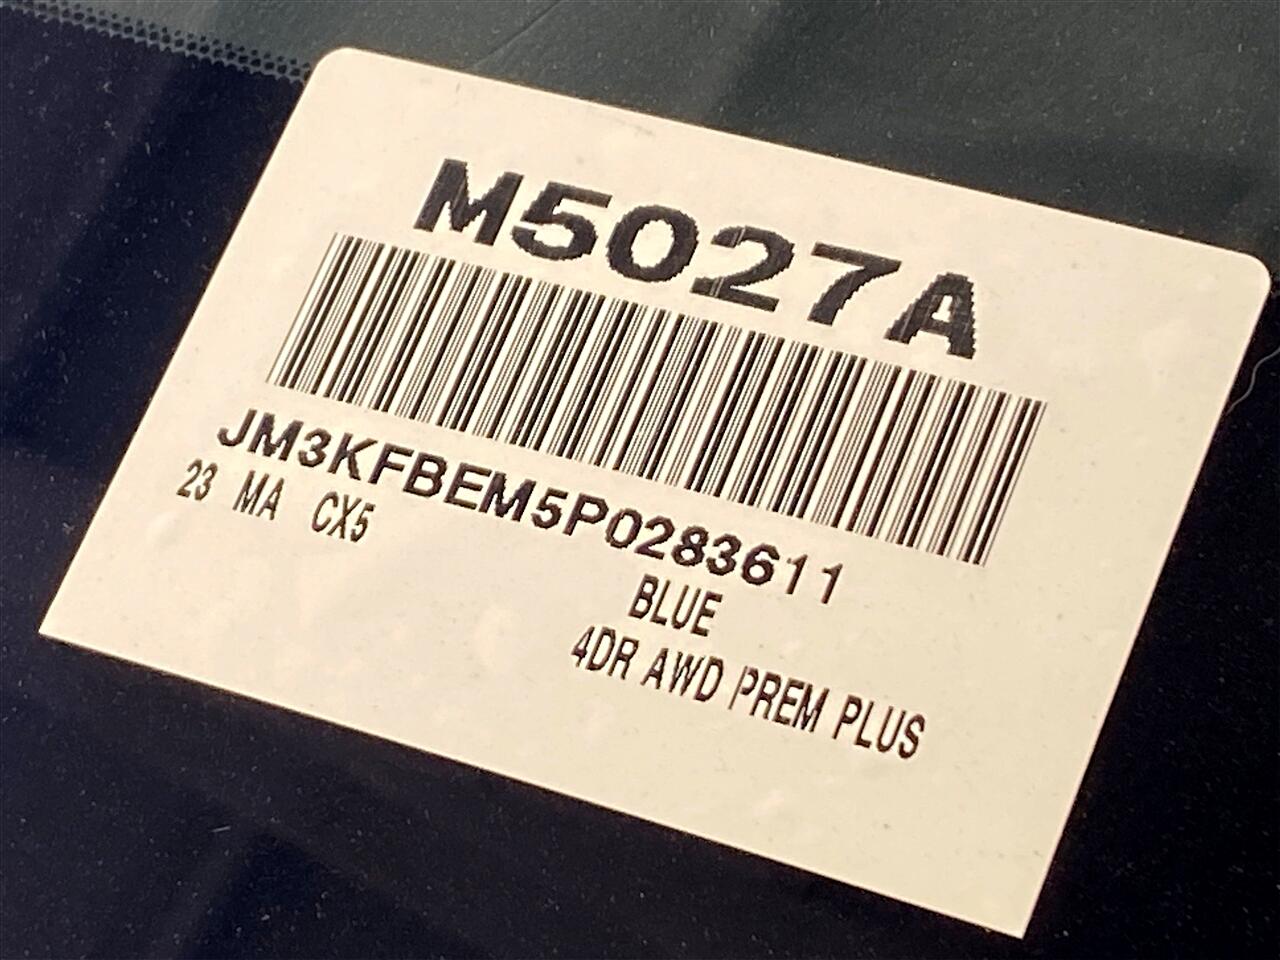 M5027A
JM3KFBEM5P0283611
23 MA CX5
BLUE
4DR AWD PREM PLUS